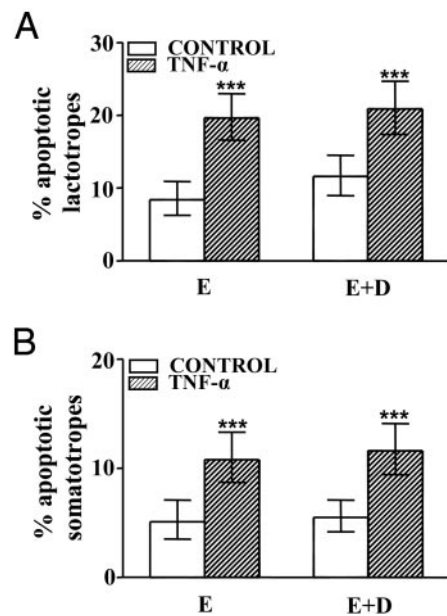 A
30
20
10
0
% apoptotic
lactotropes
CONTROL
TNF-α
***
***
E
E+D
B
20
10
0
% apoptotic
somatotropes
CONTROL
TNF-α
***
***
E
E+D